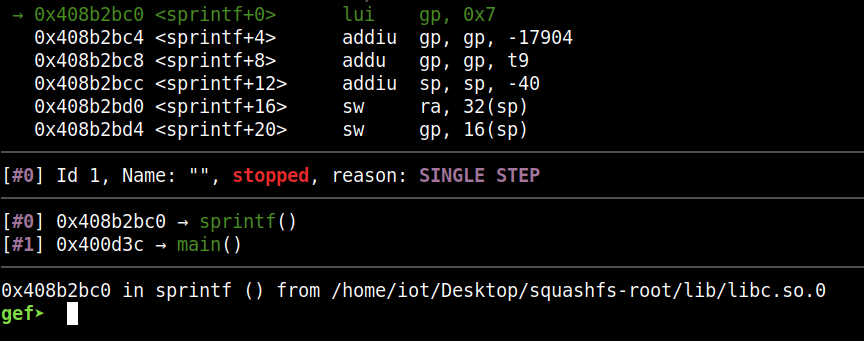 → 0x408b2bc0 <sprintf+0> lui gp, 0x7
0x408b2bc4 <sprintf+4> addiu gp, gp, -17904
0x408b2bc8 <sprintf+8> addu gp, gp, t9
0x408b2bcc <sprintf+12> addiu sp, sp, -40
0x408b2bd0 <sprintf+16> sw ra, 32(sp)
0x408b2bd4 <sprintf+20> sw gp, 16(sp)
[#0] Id 1, Name: "", stopped, reason: SINGLE STEP
[#0] 0x408b2bc0 → sprintf()
[#1] 0x400d3c → main()
0x408b2bc0 in sprintf () from /home/iot/Desktop/squashfs-root/lib/libc.so.0
gef➤